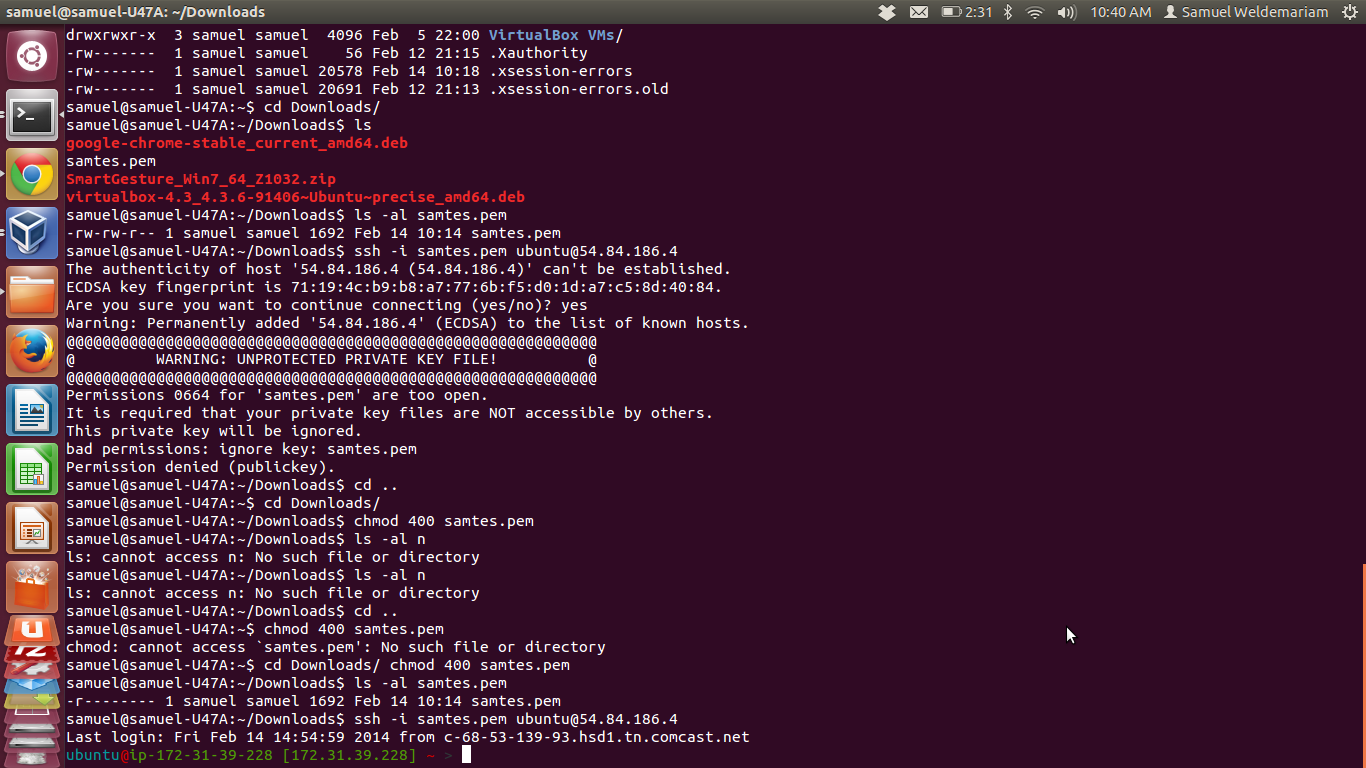 samuel@samuel-U47A: ~/Downloads
2:31
10:40 AM
Samuel Weldemariam
drwxrwxr-x  3 samuel samuel  4096 Feb  5 22:00 VirtualBox VMs/
-rw-------  1 samuel samuel    56 Feb 12 21:15 .Xauthority
-rw-------  1 samuel samuel 20578 Feb 14 10:18 .xsession-errors
-rw-------  1 samuel samuel 20691 Feb 12 21:13 .xsession-errors.old
samuel@samuel-U47A:~$ cd Downloads/
samuel@samuel-U47A:~/Downloads$ ls
google-chrome-stable_current_amd64.deb
samtes.pem
SmartGesture_Win7_64_Z1032.zip
virtualbox-4.3_4.3.6-91406~Ubuntu~precise_amd64.deb
samuel@samuel-U47A:~/Downloads$ ls -al samtes.pem
-rw-rw-r-- 1 samuel samuel 1692 Feb 14 10:14 samtes.pem
samuel@samuel-U47A:~/Downloads$ ssh -i samtes.pem ubuntu@54.84.186.4
The authenticity of host '54.84.186.4 (54.84.186.4)' can't be established.
ECDSA key fingerprint is 71:19:4c:b9:b8:a7:77:6b:f5:d0:1d:a7:c5:8d:40:84.
Are you sure you want to continue connecting (yes/no)? yes
Warning: Permanently added '54.84.186.4' (ECDSA) to the list of known hosts.
@@@@@@@@@@@@@@@@@@@@@@@@@@@@@@@@@@@@@@@@@@@@@@@@@@@@@@@@@@@
@         WARNING: UNPROTECTED PRIVATE KEY FILE!          @
@@@@@@@@@@@@@@@@@@@@@@@@@@@@@@@@@@@@@@@@@@@@@@@@@@@@@@@@@@@
Permissions 0664 for 'samtes.pem' are too open.
It is required that your private key files are NOT accessible by others.
This private key will be ignored.
bad permissions: ignore key: samtes.pem
Permission denied (publickey).
samuel@samuel-U47A:~/Downloads$ cd ..
samuel@samuel-U47A:~$ cd Downloads/
samuel@samuel-U47A:~/Downloads$ chmod 400 samtes.pem
samuel@samuel-U47A:~/Downloads$ ls -al n
ls: cannot access n: No such file or directory
samuel@samuel-U47A:~/Downloads$ ls -al n
ls: cannot access n: No such file or directory
samuel@samuel-U47A:~/Downloads$ cd ..
samuel@samuel-U47A:~$ chmod 400 samtes.pem
chmod: cannot access `samtes.pem': No such file or directory
samuel@samuel-U47A:~$ cd Downloads/ chmod 400 samtes.pem
samuel@samuel-U47A:~/Downloads$ ls -al samtes.pem
-r-------- 1 samuel samuel 1692 Feb 14 10:14 samtes.pem
samuel@samuel-U47A:~/Downloads$ ssh -i samtes.pem ubuntu@54.84.186.4
Last login: Fri Feb 14 14:54:59 2014 from c-68-53-139-93.hsd1.tn.comcast.net
ubuntu@ip-172-31-39-228 [172.31.39.228] ~ >